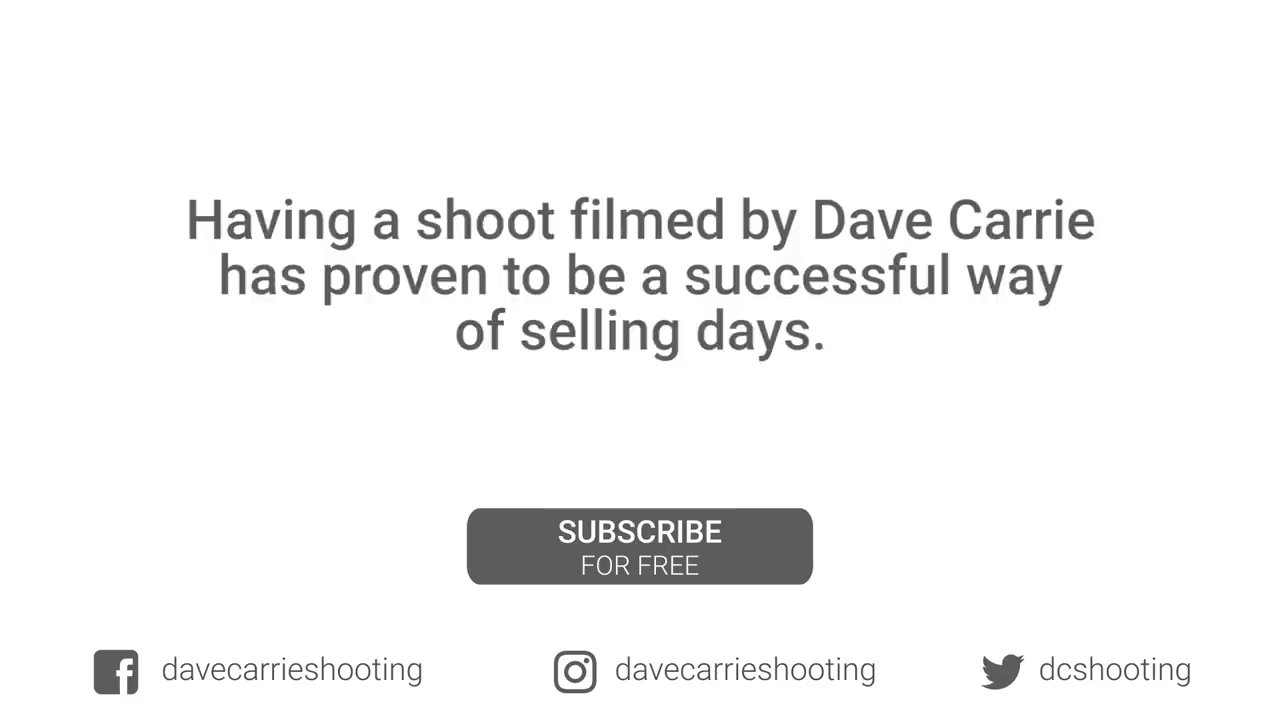 Having a shoot filmed by Dave Carrie
has proven to be a successful way
of selling days.
SUBSCRIBE
FOR FREE
davecarrieshooting
davecarrieshooting
dcshooting